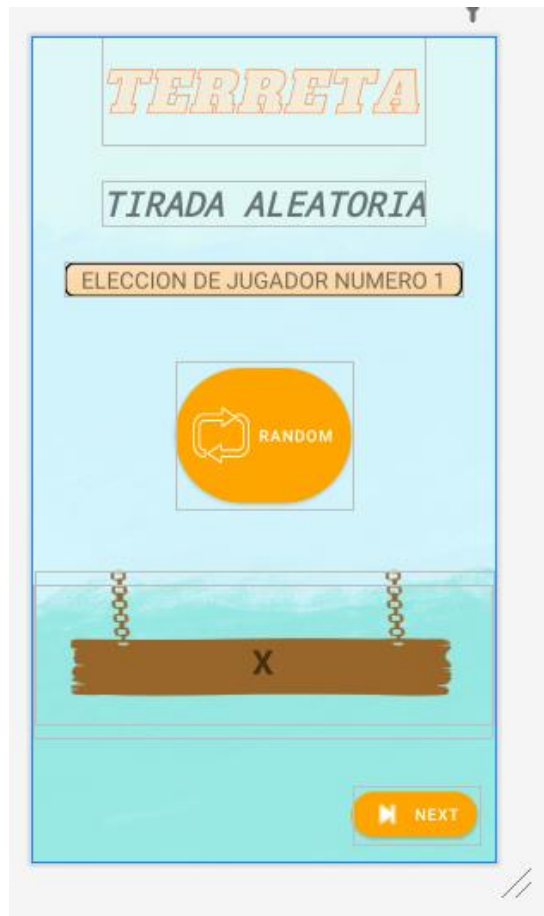 TERRETA
TIRADA ALEATORIA
ELECCION DE JUGADOR NUMERO 1
RANDOM
X
NEXT